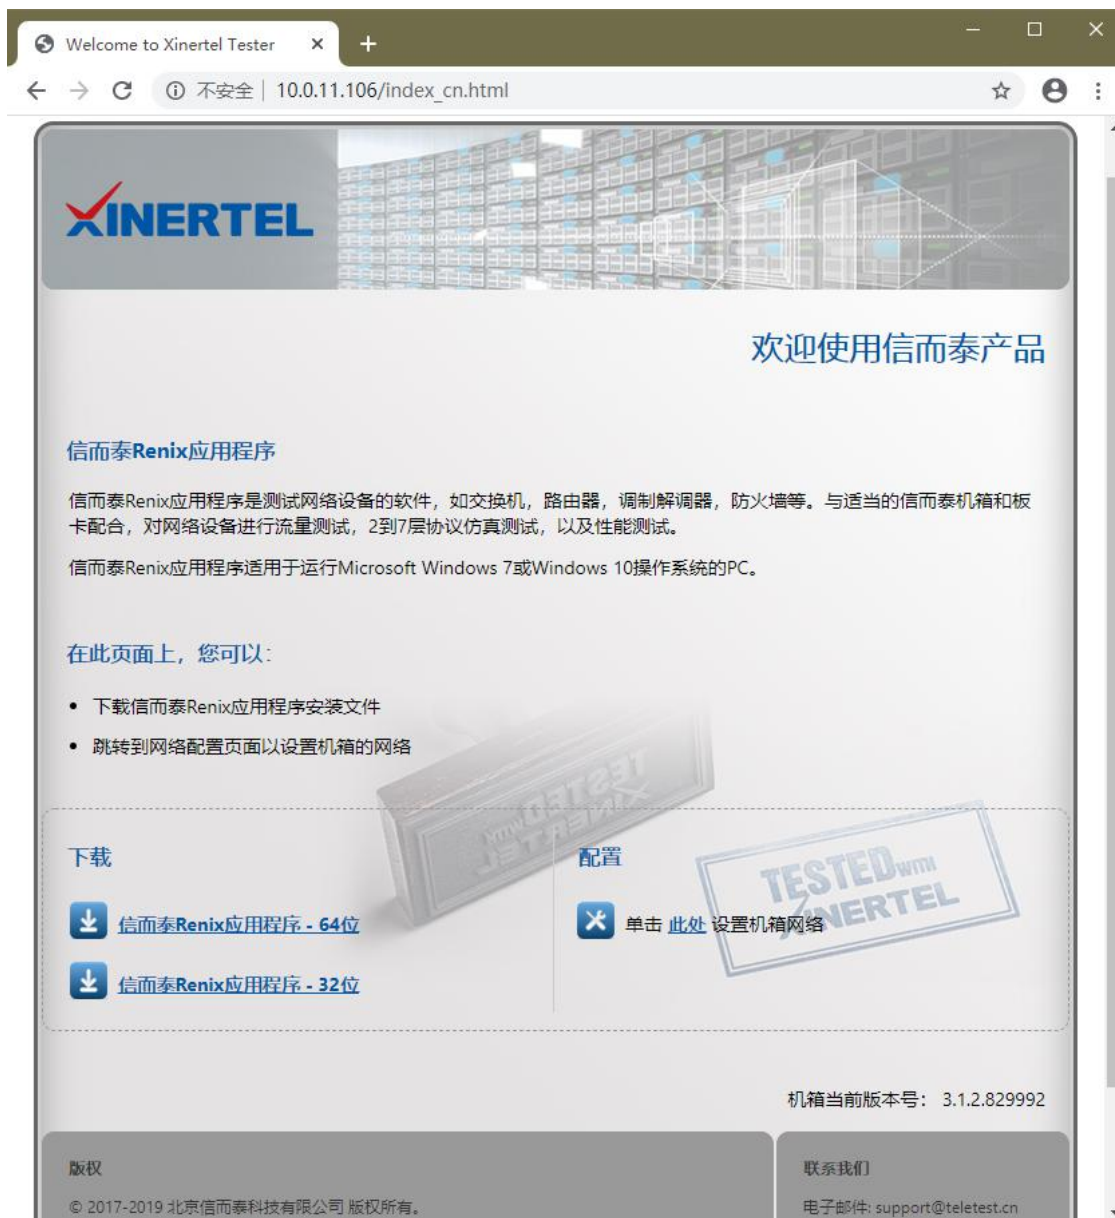 Welcome to Xinertel Tester
不安全 | 10.0.11.106/index_cn.html
XINERTEL
欢迎使用信而泰产品
信而泰Renix应用程序
信而泰Renix应用程序是测试网络设备的软件，如交换机，路由器，调制解调器，防火墙等。与适当的信而泰机箱和板
卡配合，对网络设备进行流量测试，2到7层协议仿真测试，以及性能测试。
信而泰Renix应用程序适用于运行Microsoft Windows 7或Windows 10操作系统的PC。
在此页面上，您可以：
• 下载信而泰Renix应用程序安装文件
• 跳转到网络配置页面以设置机箱的网络
下载
信而泰Renix应用程序 - 64位
信而泰Renix应用程序 - 32位
配置
单击 此处 设置机箱网络
TESTED WITH
XINERTEL
机箱当前版本号： 3.1.2.829992
版权
© 2017-2019 北京信而泰科技有限公司 版权所有。
联系我们
电子邮件: support@teletest.cn